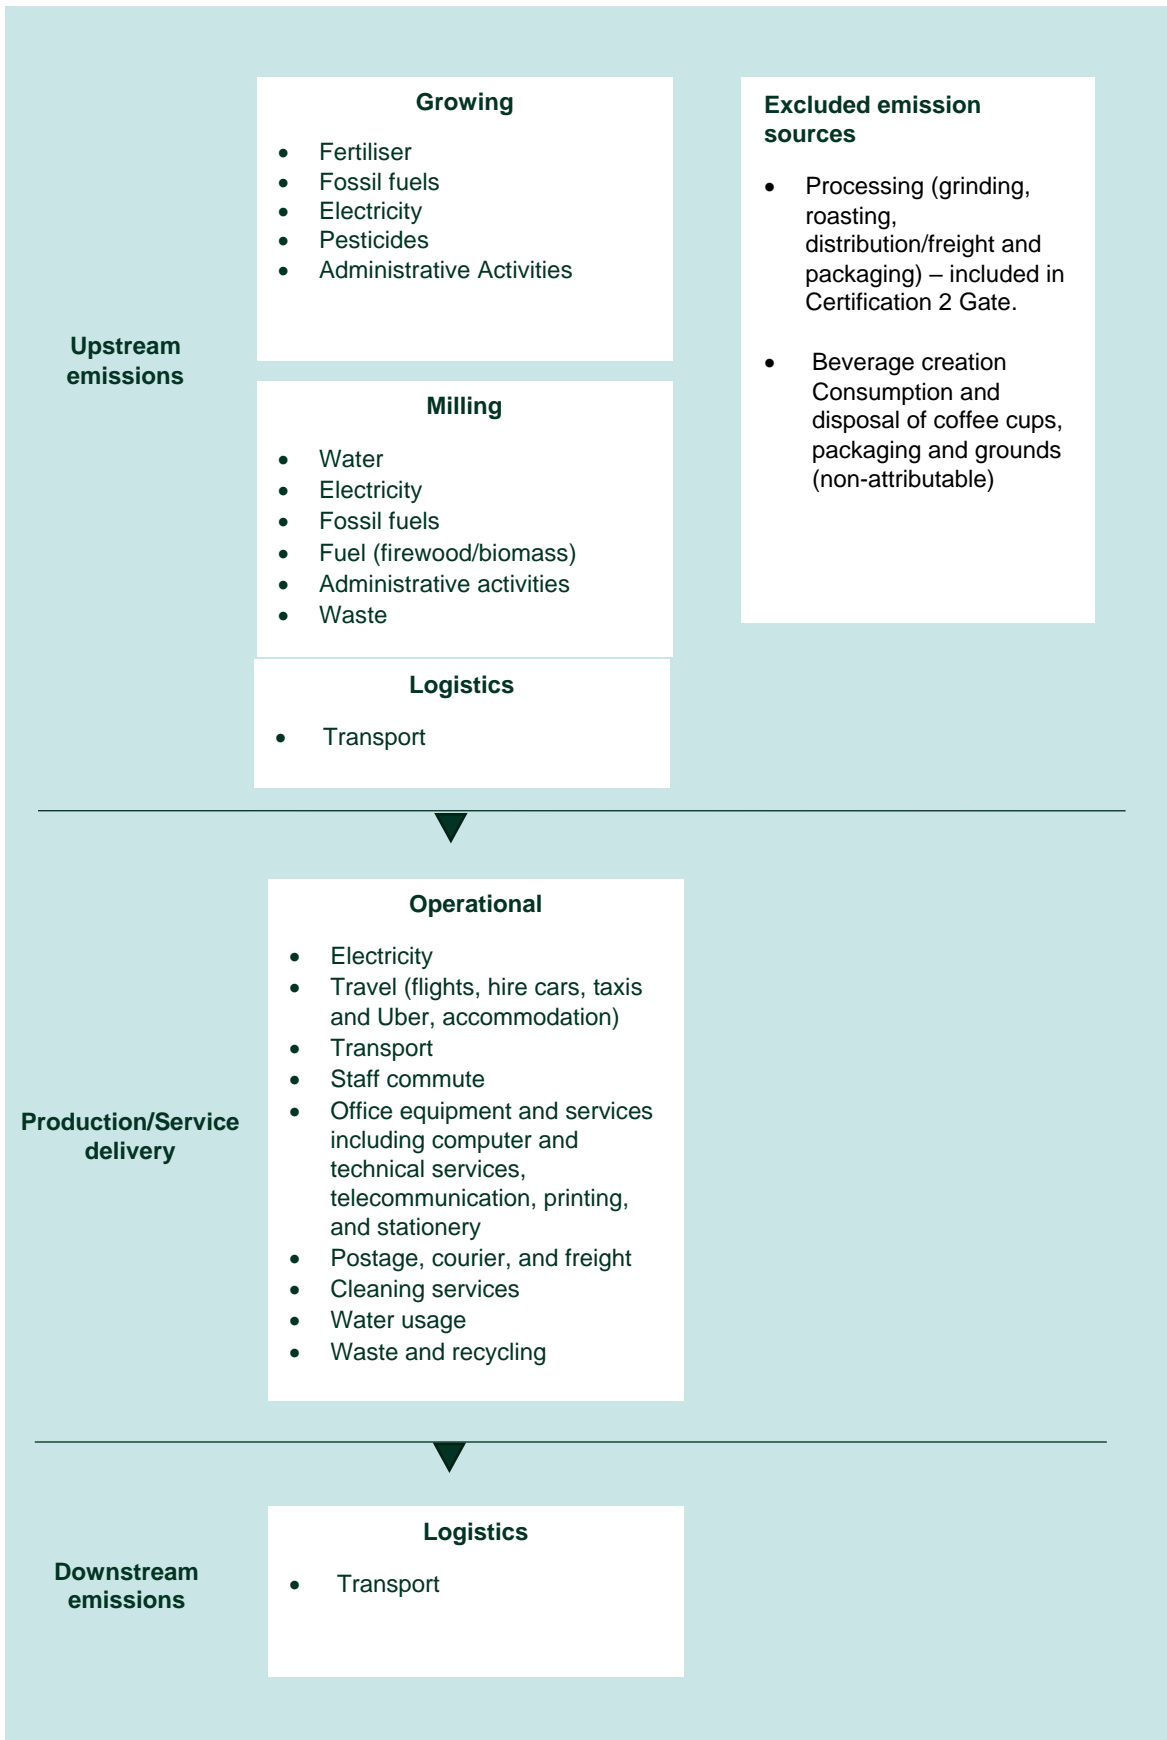 Upstream
emissions
Growing
• Fertiliser
• Fossil fuels
• Electricity
• Pesticides
• Administrative Activities
Milling
• Water
• Electricity
• Fossil fuels
• Fuel (firewood/biomass)
• Administrative activities
• Waste
Logistics
• Transport
Excluded emission
sources
• Processing (grinding,
roasting,
distribution/freight and
packaging) – included in
Certification 2 Gate.
• Beverage creation
Consumption and
disposal of coffee cups,
packaging and grounds
(non-attributable)
Production/Service
delivery
Operational
• Electricity
• Travel (flights, hire cars, taxis
and Uber, accommodation)
• Transport
• Staff commute
• Office equipment and services
including computer and
technical services,
telecommunication, printing,
and stationery
• Postage, courier, and freight
• Cleaning services
• Water usage
• Waste and recycling
Downstream
emissions
Logistics
• Transport